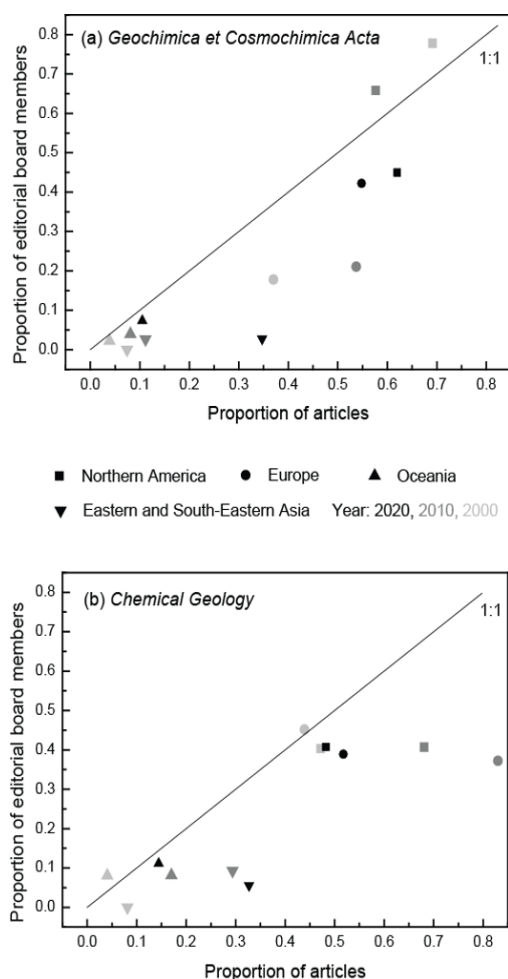 (a) Geochimica et Cosmochimica Acta
1:1
0.8
0.7
0.6
0.5
0.4
0.3
0.2
0.1
0.0
Proportion of editorial board members
0.0 0.1 0.2 0.3 0.4 0.5 0.6 0.7 0.8
Proportion of articles
Northern America Europe Oceania
Eastern and South-Eastern Asia Year: 2020, 2010, 2000
(b) Chemical Geology
1:1
0.8
0.7
0.6
0.5
0.4
0.3
0.2
0.1
0.0
Proportion of editorial board members
0.0 0.1 0.2 0.3 0.4 0.5 0.6 0.7 0.8
Proportion of articles